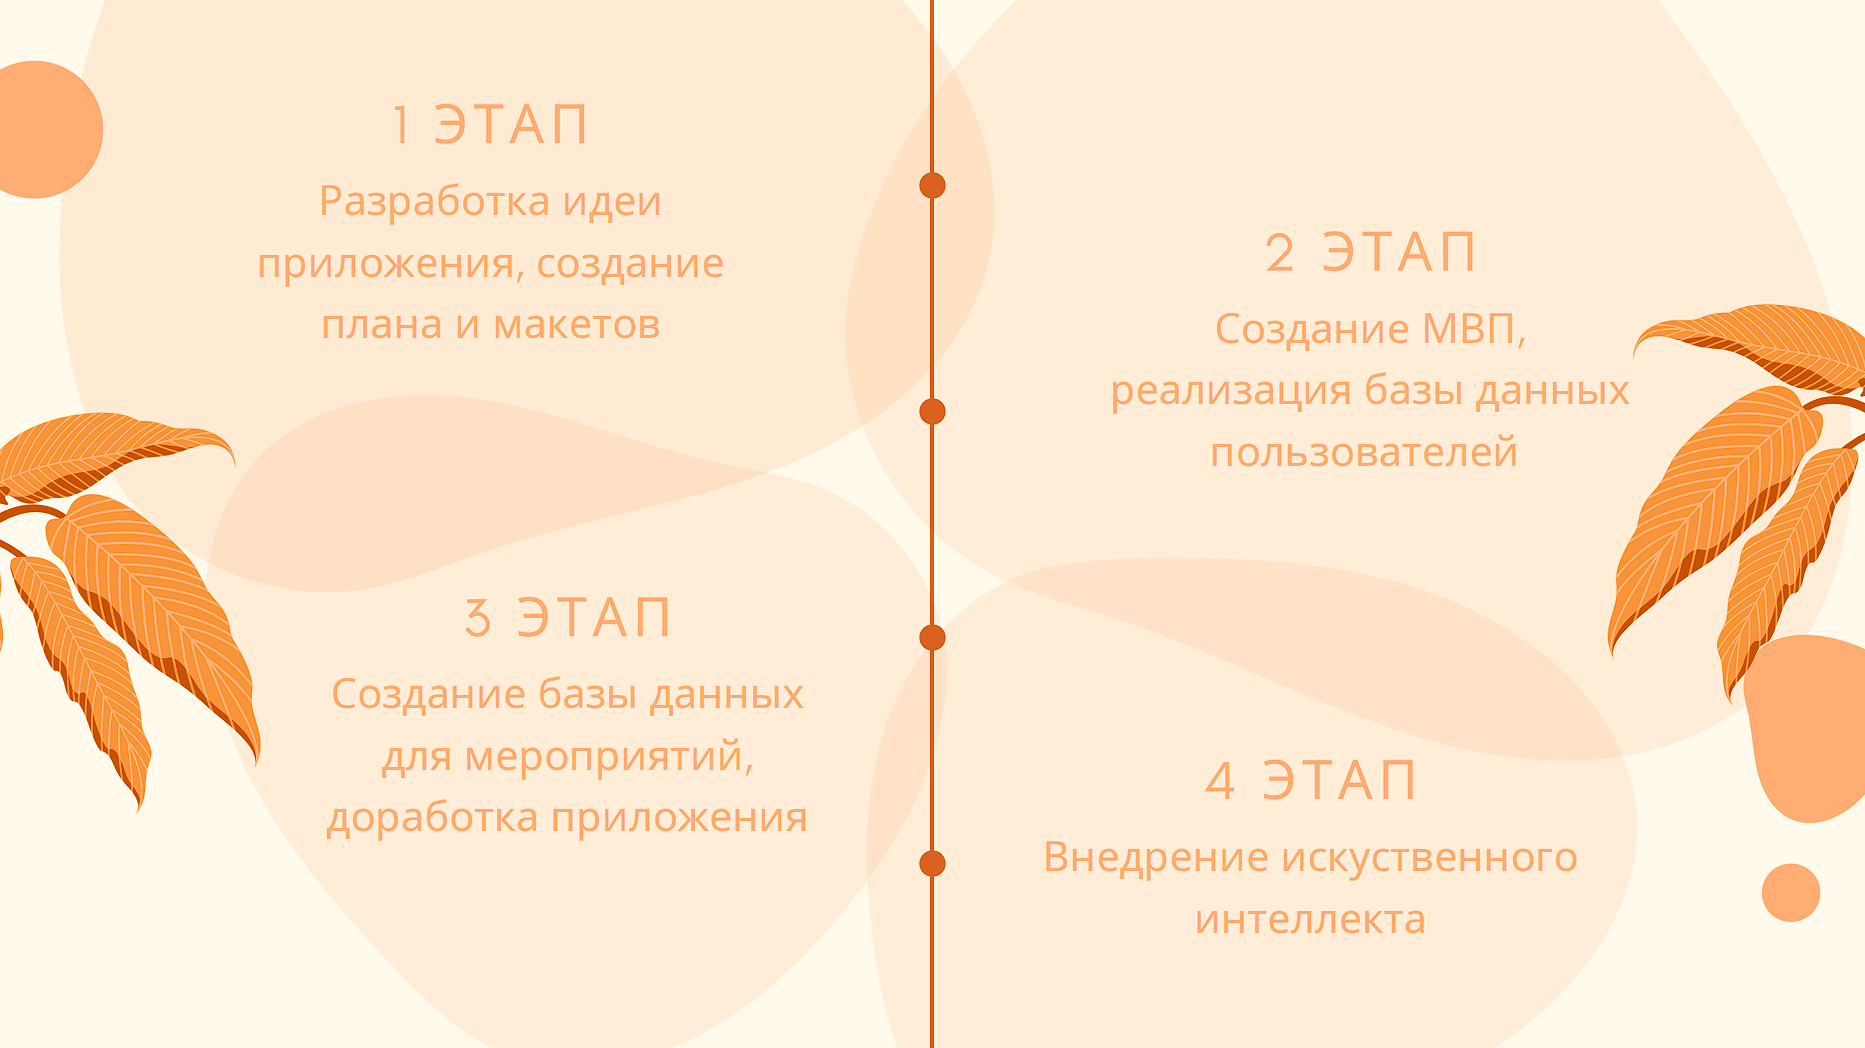 1 ЭТАП
Разработка идеи
приложения, создание
плана и макетов
2 ЭТАП
Создание МВП,
реализация базы данных
пользователей
3 ЭТАП
Создание базы данных
для мероприятий,
доработка приложения
4 ЭТАП
Внедрение искуственного
интеллекта